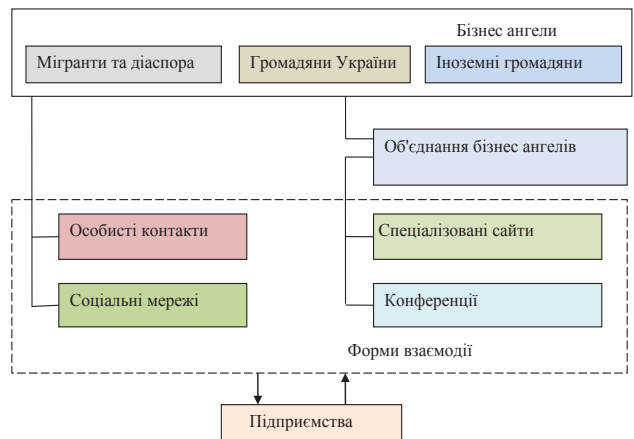 Бізнес ангели
Мігранти та діаспора
Громадяни України
Іноземні громадяни
Об'єднання бізнес ангелів
Особисті контакти
Спеціалізовані сайти
Соціальні мережі
Конференції
Форми взаємодії
Підприємства